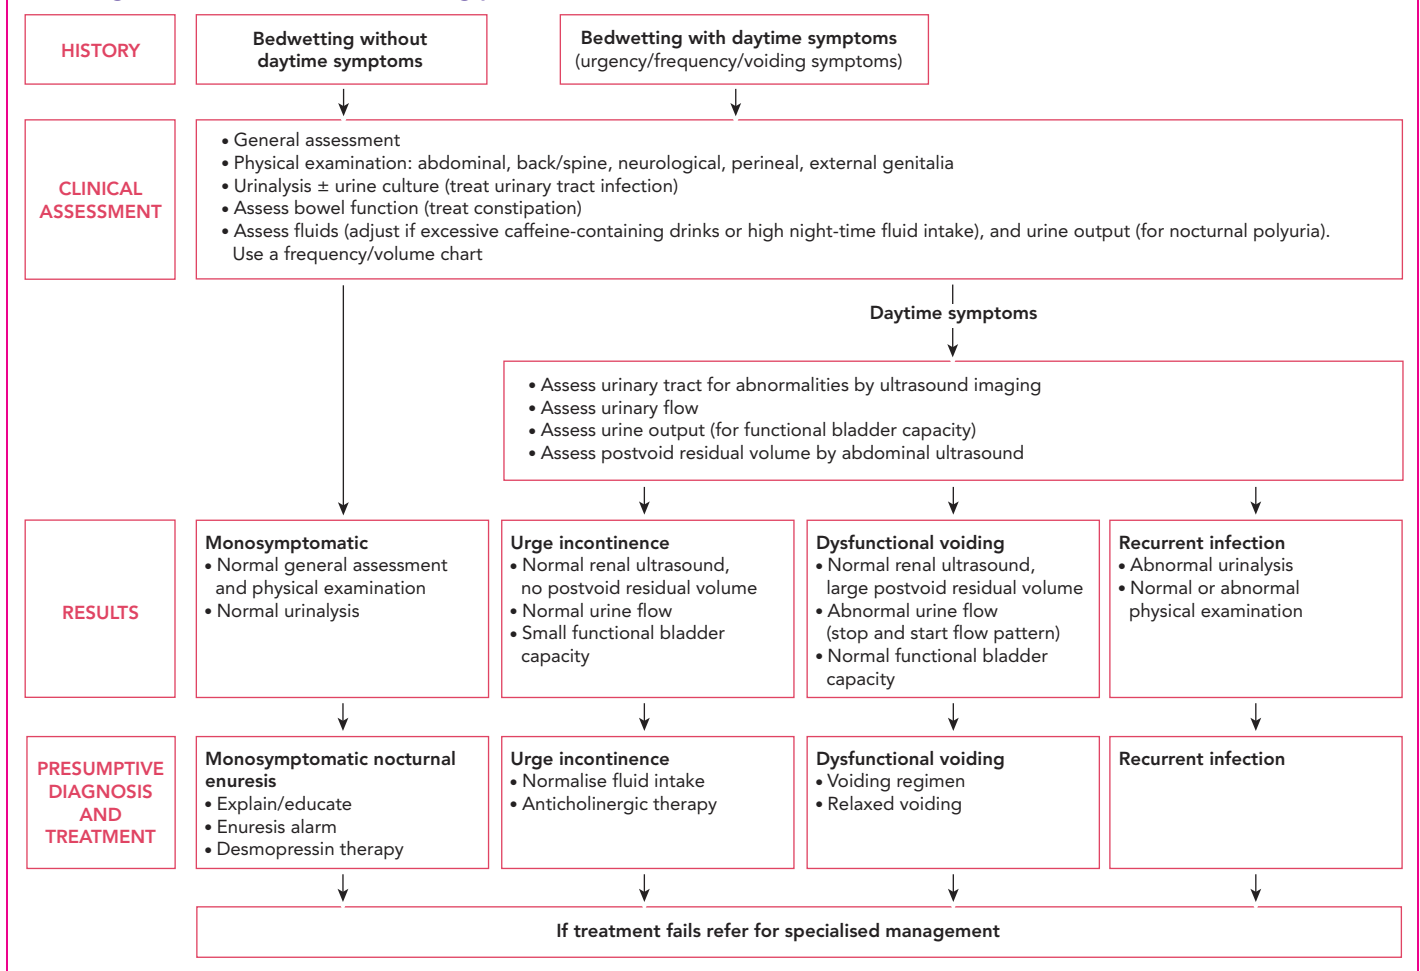 HISTORY
Bedwetting without
daytime symptoms
Bedwetting with daytime symptoms
(urgency/frequency/voiding symptoms)
CLINICAL
ASSESSMENT
• General assessment
• Physical examination: abdominal, back/spine, neurological, perineal, external genitalia
• Urinalysis ± urine culture (treat urinary tract infection)
• Assess bowel function (treat constipation)
• Assess fluids (adjust if excessive caffeine-containing drinks or high night-time fluid intake), and urine output (for nocturnal polyuria).
Use a frequency/volume chart
Daytime symptoms
• Assess urinary tract for abnormalities by ultrasound imaging
• Assess urinary flow
• Assess urine output (for functional bladder capacity)
• Assess postvoid residual volume by abdominal ultrasound
RESULTS
Monosymptomatic
• Normal general assessment
and physical examination
• Normal urinalysis
Urge incontinence
• Normal renal ultrasound,
no postvoid residual volume
• Normal urine flow
• Small functional bladder
capacity
Dysfunctional voiding
• Normal renal ultrasound,
large postvoid residual volume
• Abnormal urine flow
(stop and start flow pattern)
• Normal functional bladder
capacity
Recurrent infection
• Abnormal urinalysis
• Normal or abnormal
physical examination
PRESUMPTIVE
DIAGNOSIS
AND
TREATMENT
Monosymptomatic nocturnal
enuresis
• Explain/educate
• Enuresis alarm
• Desmopressin therapy
Urge incontinence
• Normalise fluid intake
• Anticholinergic therapy
Dysfunctional voiding
• Voiding regimen
• Relaxed voiding
Recurrent infection
If treatment fails refer for specialised management